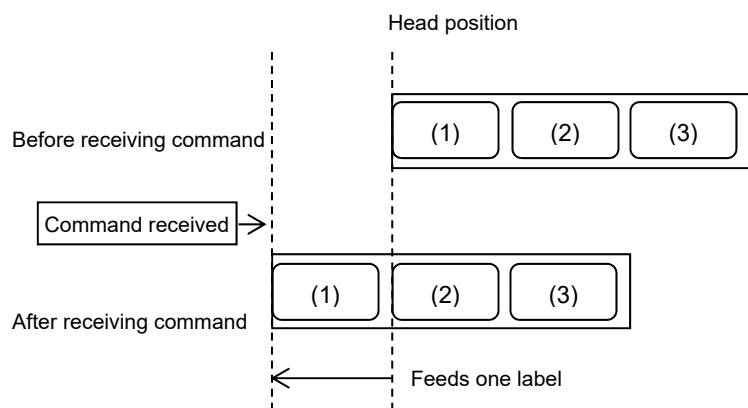 Head position
Before receiving command
(1) (2) (3)
Command received
(1) (2) (3)
After receiving command
Feeds one label